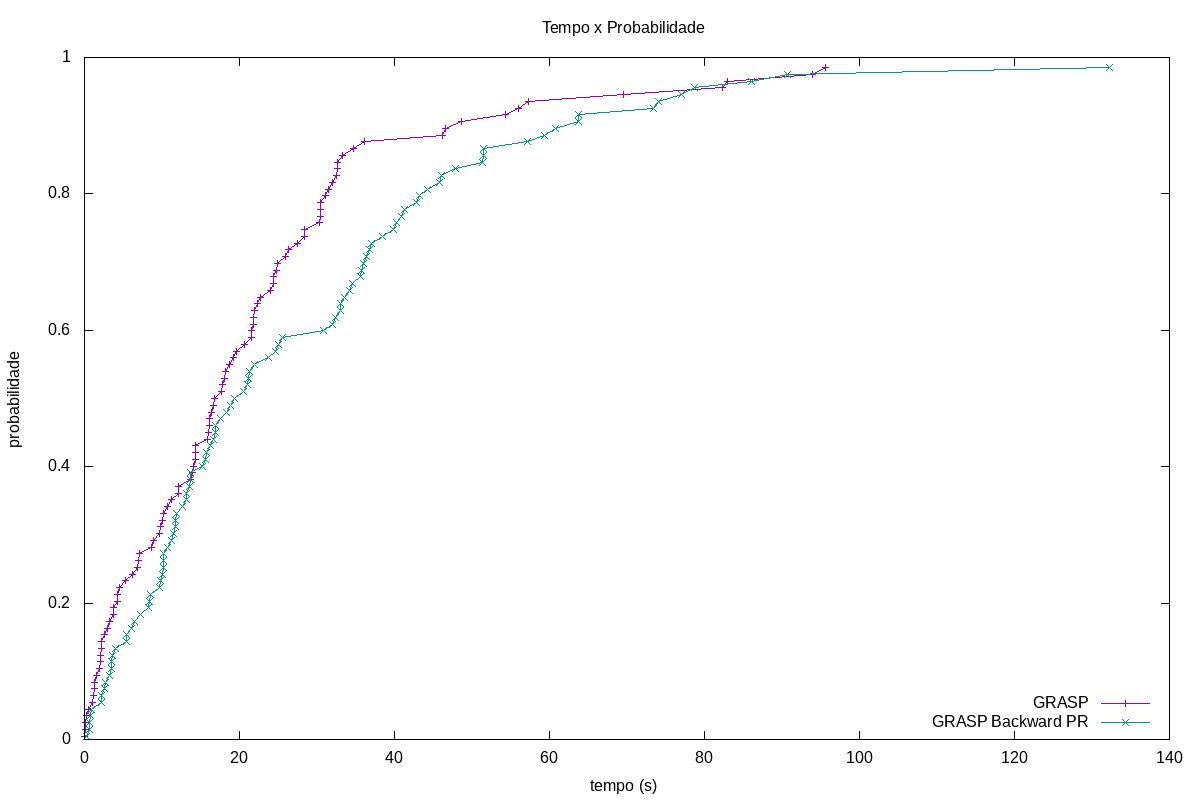 Tempo x Probabilidade
1
0.8
0.6
0.4
0.2
0
probabilidade
GRASP
GRASP Backward PR
0 20 40 60 80 100 120 140
tempo (s)